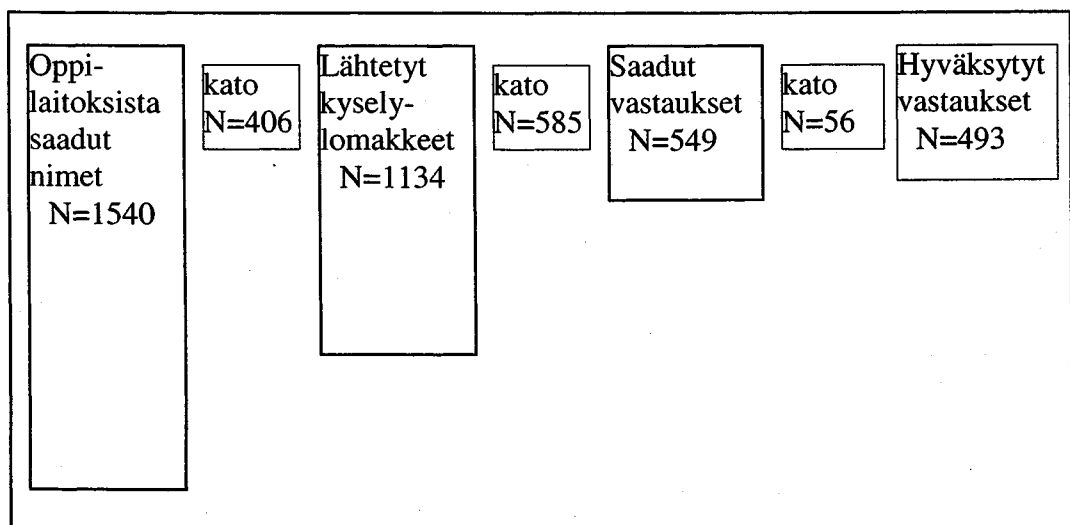 Oppi-
laitoksista
saadut
nimet
N=1540
kato
N=406
Lähtetyt
kysely-
lomakkeet
N=1134
kato
N=585
Saadut
vastaukset
N=549
kato
N=56
Hyväksytyt
vastaukset
N=493